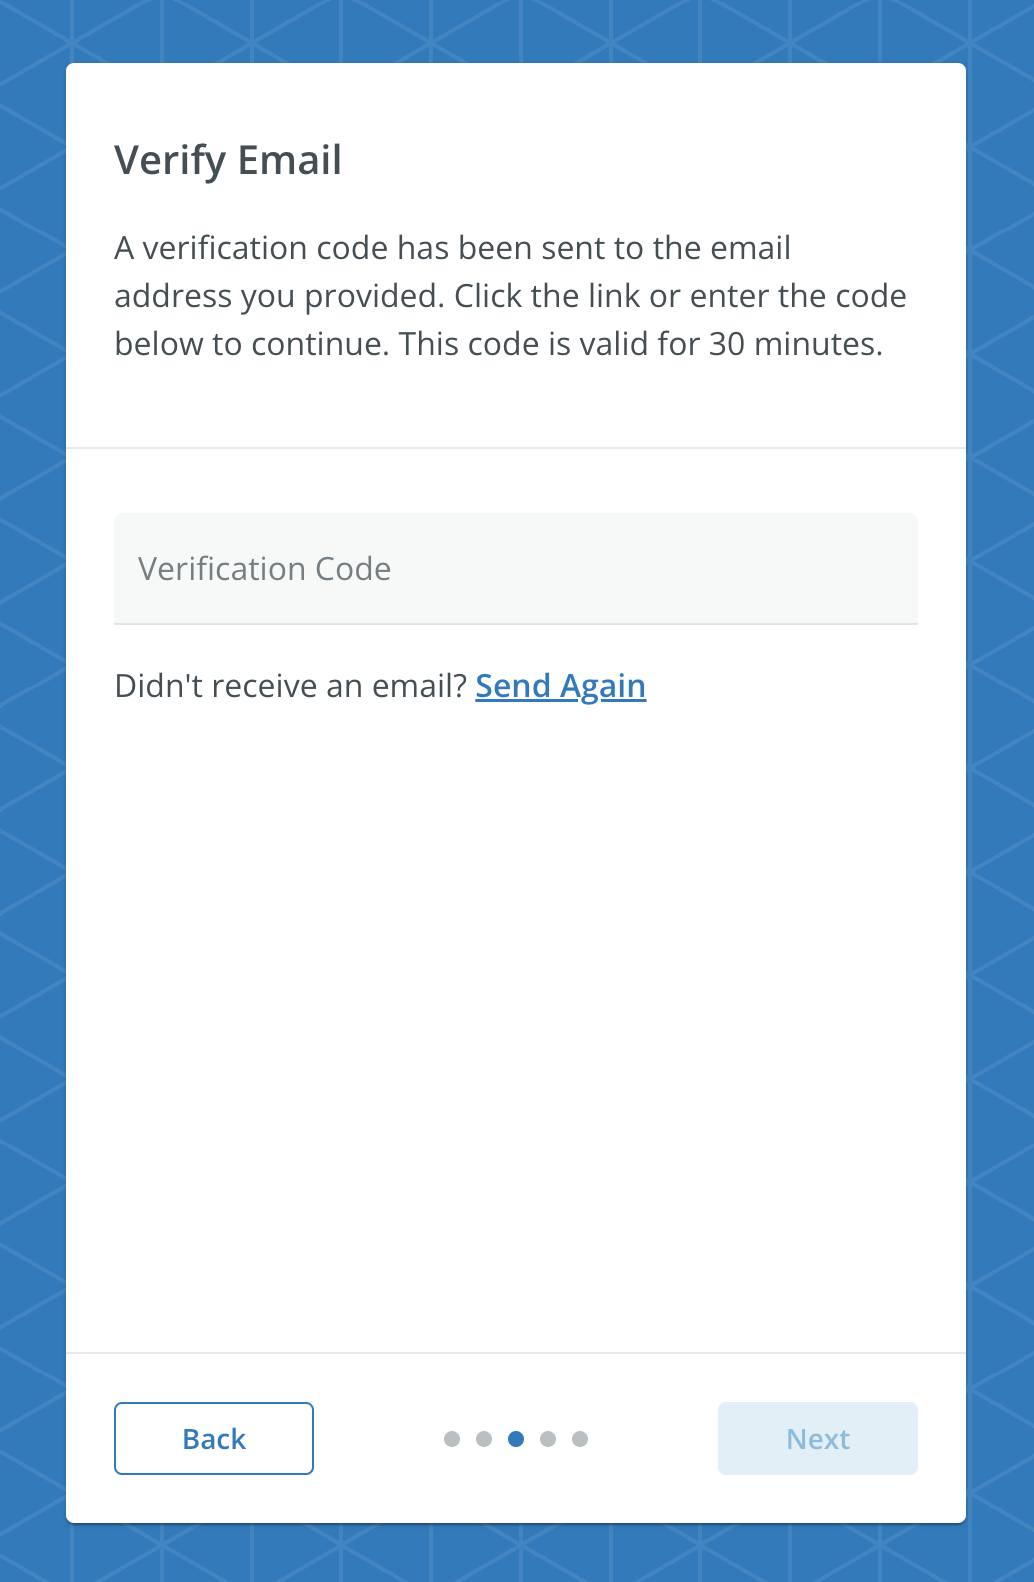 Verify Email
A verification code has been sent to the email
address you provided. Click the link or enter the code
below to continue. This code is valid for 30 minutes.
Verification Code
Didn't receive an email? Send Again
Back
Next